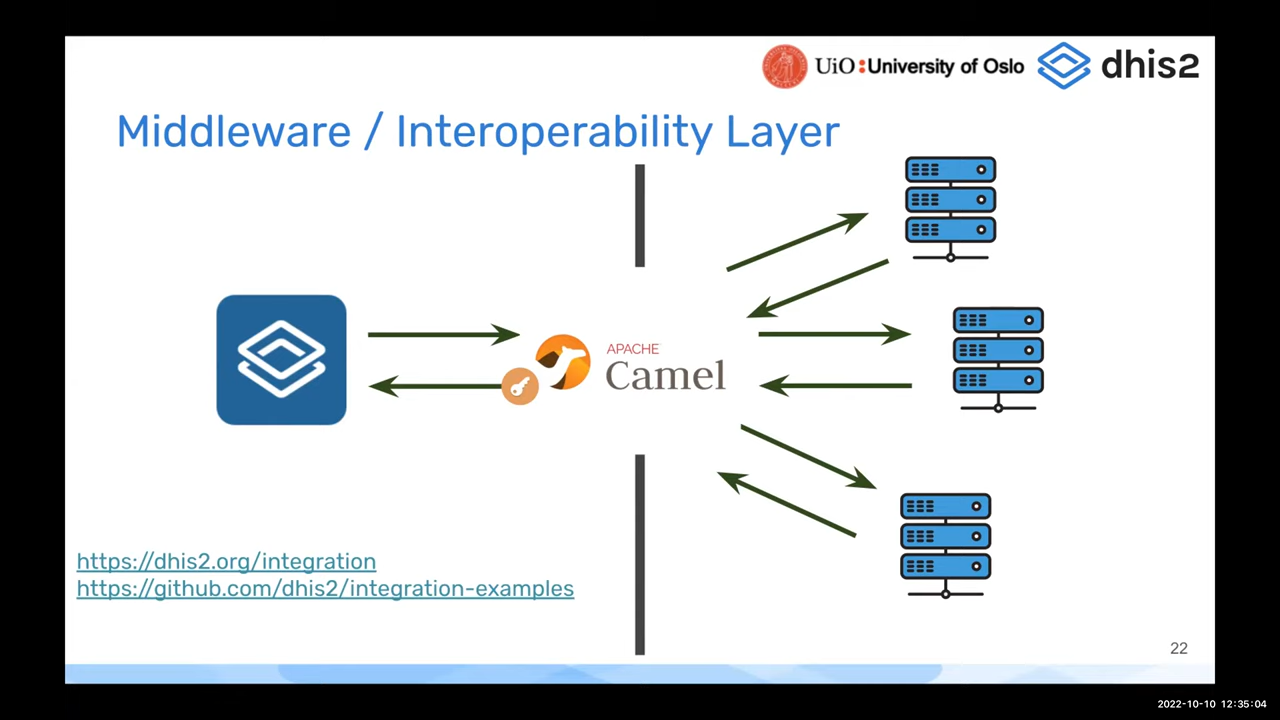 UiO:University of Oslo
dhis2
Middleware / Interoperability Layer
APACHE
Camel
https://dhis2.org/integration
https://github.com/dhis2/integration-examples
22
2022-10-10 12:35:04